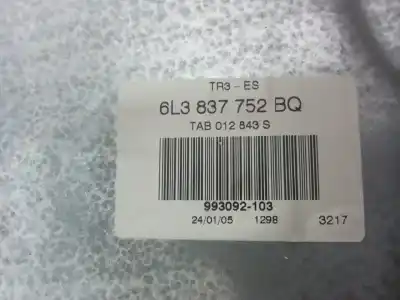 TR3-ES
6L3 837 752 BQ
TAB 012 843 S
993092-103
24/01/05 1298 3217